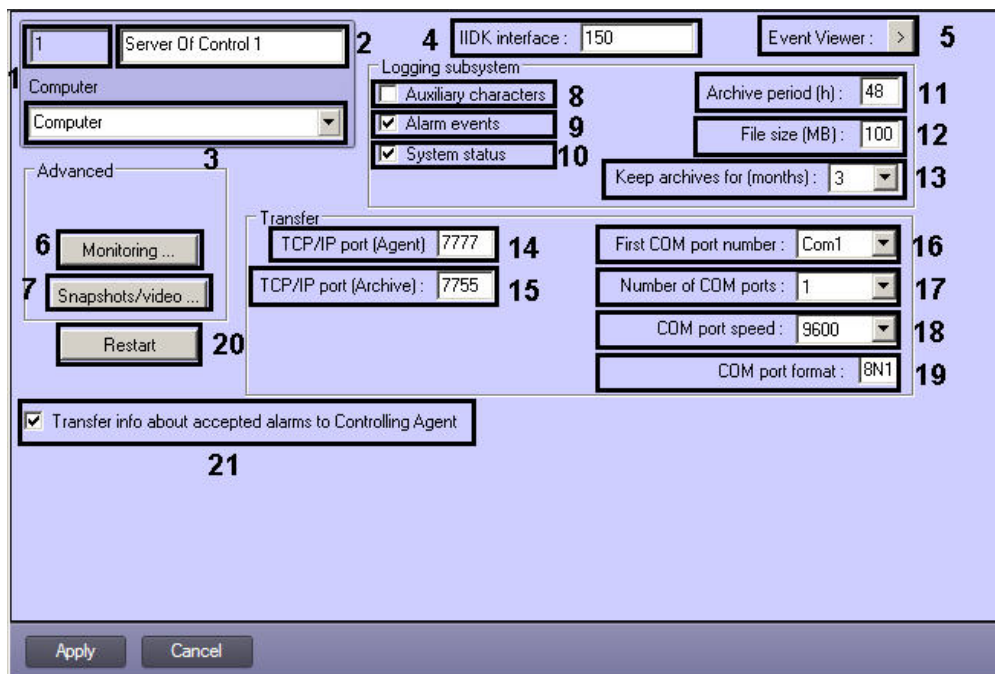 1 Server Of Control 1 2 4 IIDK interface : 150 Event Viewer : > 5
1
Logging subsystem
Computer Auxiliary characters 8 Archive period (h) : 48 11
Computer Alarm events 9 File size (MB) : 100 12
3 System status 10 Keep archives for (months) : 3 13
Advanced
Transfer
6 Monitoring ... TCP/IP port (Agent) 7777 14 First COM port number : Com1 16
7 Snapshots/video ... TCP/IP port (Archive) : 7755 15 Number of COM ports : 1 17
Restart 20 COM port speed : 9600 18
COM port format : 8N1 19
Transfer info about accepted alarms to Controlling Agent
21
Apply Cancel